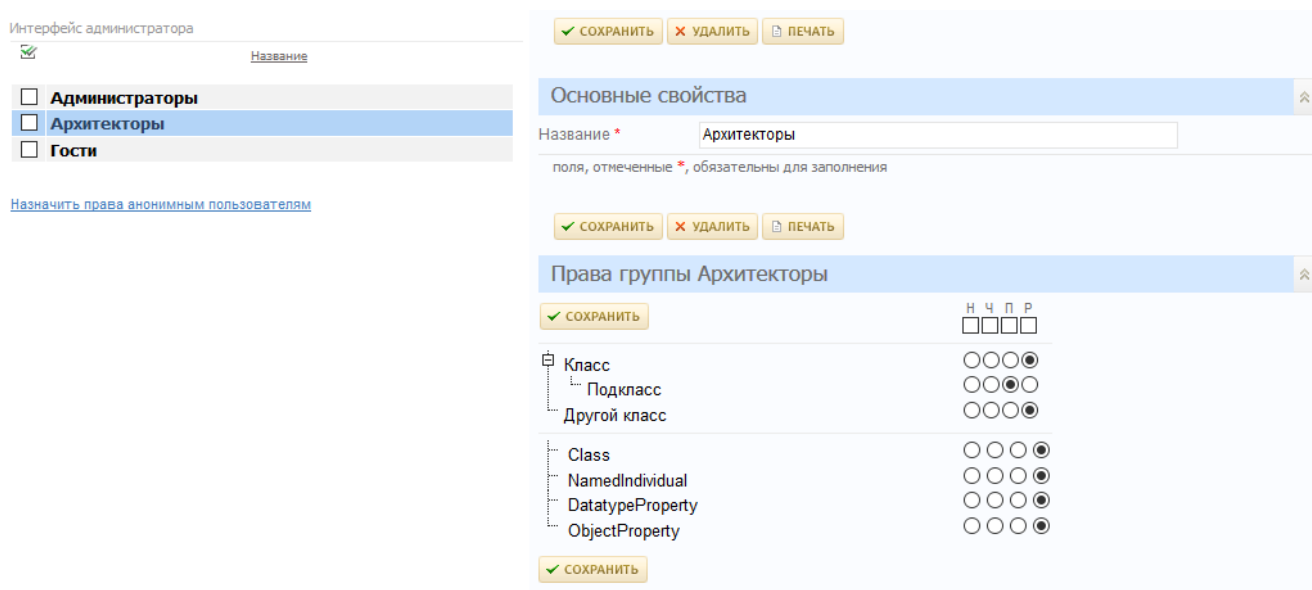 Интерфейс администратора
Название
Администраторы
Архитекторы
Гости
Назначить права анонимным пользователям
СОХРАНИТЬ УДАЛИТЬ ПЕЧАТЬ
Основные свойства
Название * Архитекторы
поля, отмеченные *, обязательны для заполнения
СОХРАНИТЬ УДАЛИТЬ ПЕЧАТЬ
Права группы Архитекторы
СОХРАНИТЬ Н Ч П Р
Класс
Подкласс
Другой класс
Class
NamedIndividual
DatatypeProperty
ObjectProperty
СОХРАНИТЬ